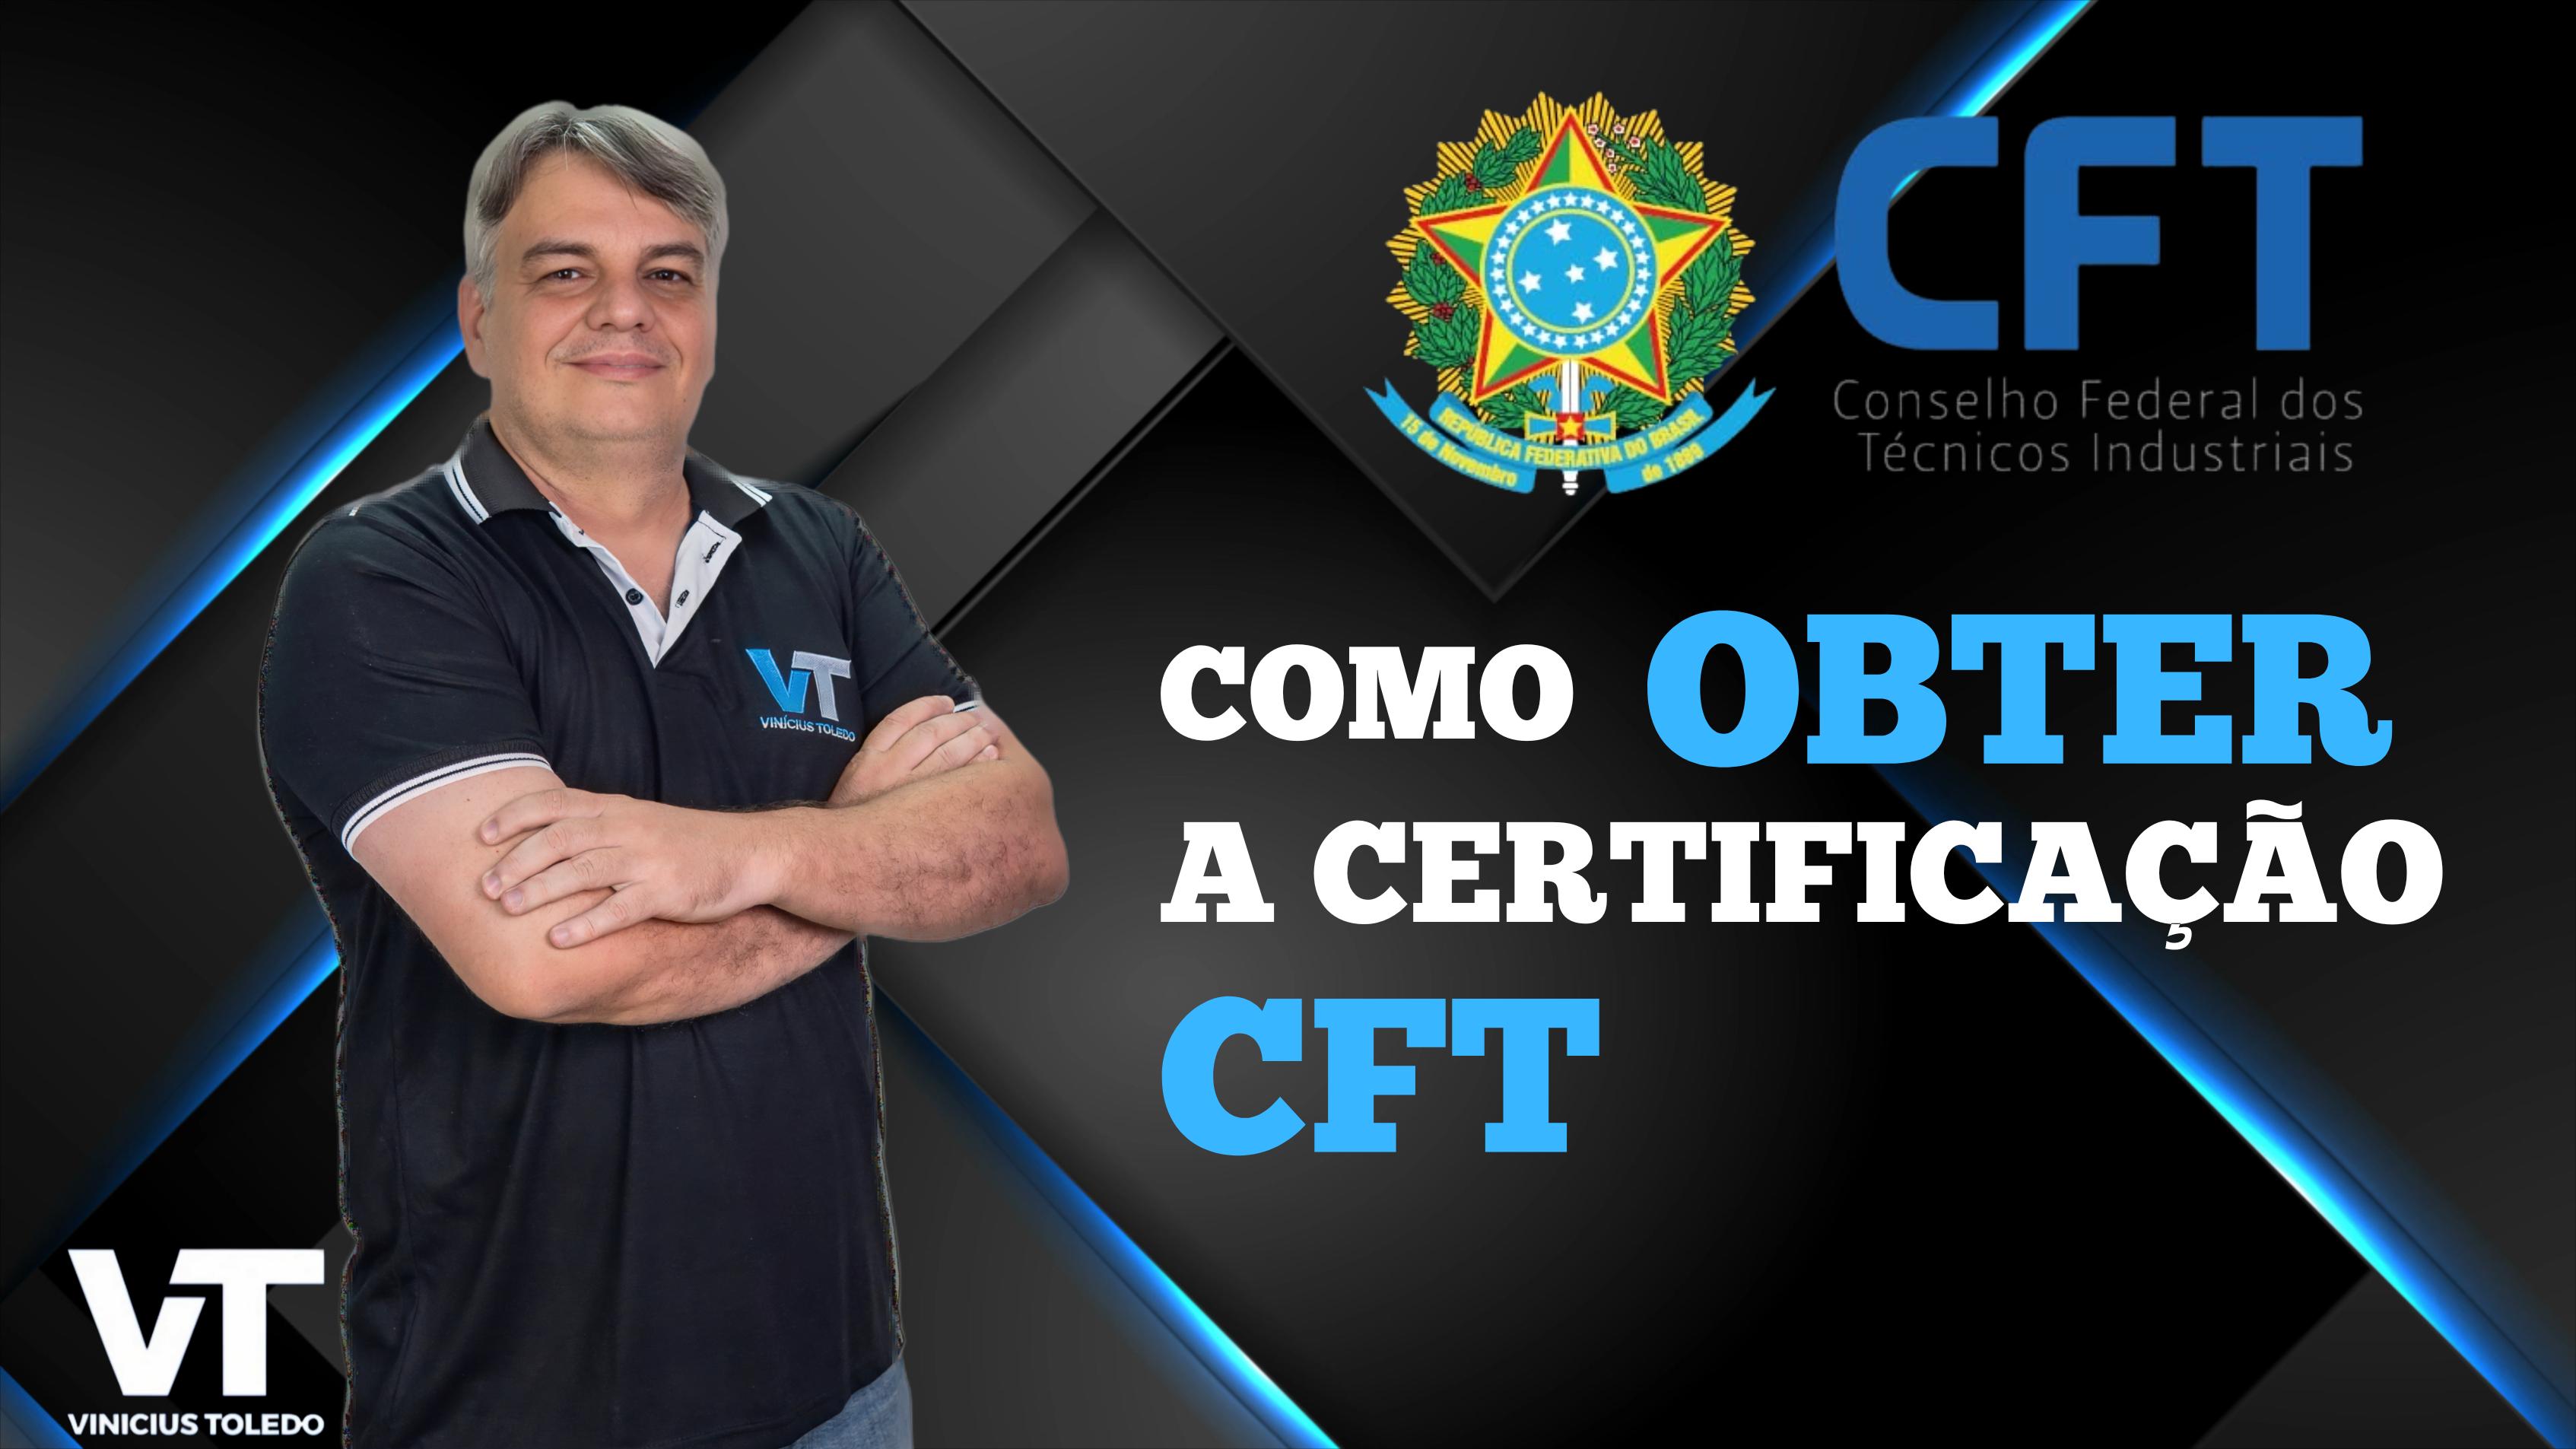 CFT
Conselho Federal dos
Técnicos Industriais
REPÚBLICA FEDERATIVA DO BRASIL
15 de Novembro
de 1889
COMO OBTER
A CERTIFICAÇÃO
CFT
VT
VINÍCIUS TOLEDO
VT
VINICIUS TOLEDO